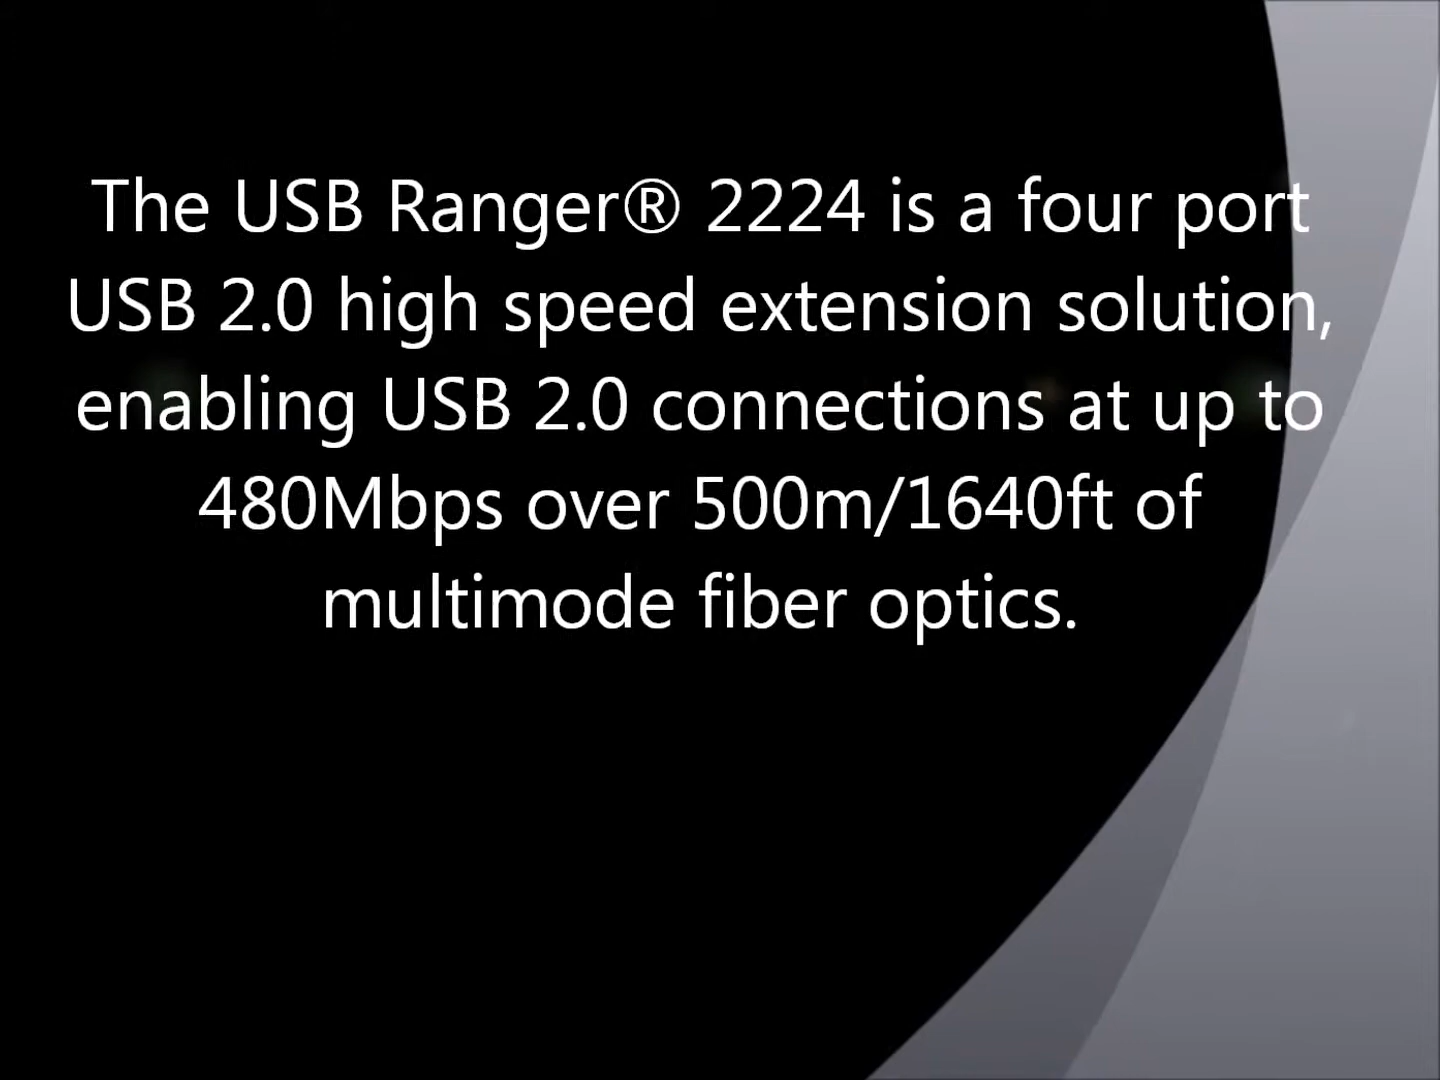 The USB Ranger® 2224 is a four port
USB 2.0 high speed extension solution,
enabling USB 2.0 connections at up to
480Mbps over 500m/1640ft of
multimode fiber optics.